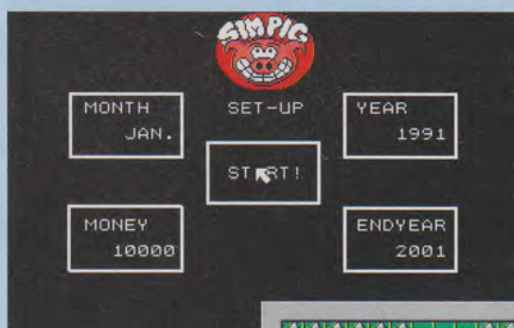 SIMPIG
SET-UP
MONTH
JAN.
YEAR
1991
START!
MONEY
10000
ENDYEAR
2001